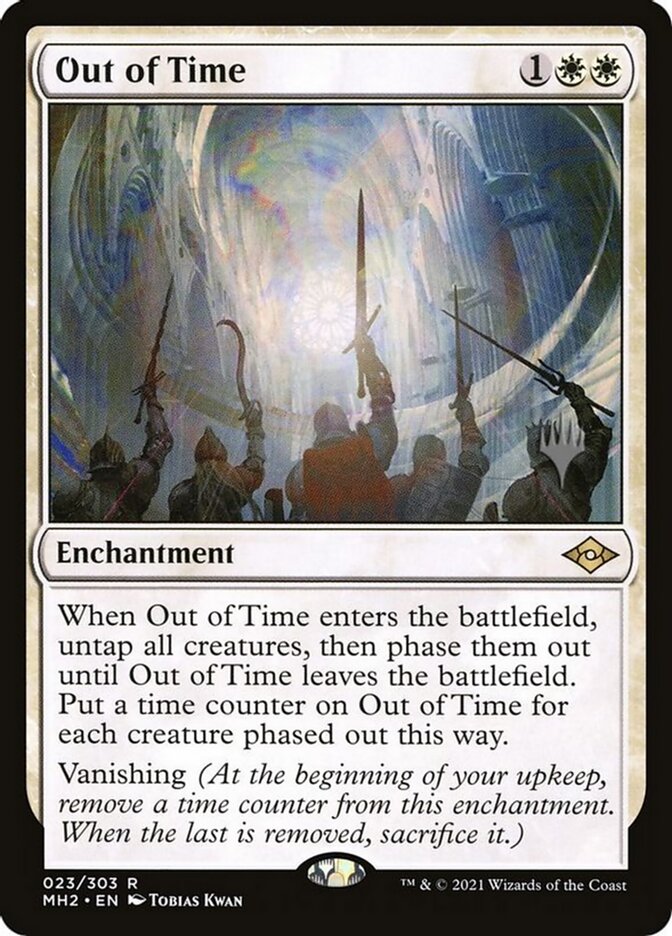 Out of Time 1
Enchantment
When Out of Time enters the battlefield,
untap all creatures, then phase them out
until Out of Time leaves the battlefield.
Put a time counter on Out of Time for
each creature phased out this way.
Vanishing (At the beginning of your upkeep,
remove a time counter from this enchantment.
When the last is removed, sacrifice it.)
023/303 R
MH2 • EN Tobias Kwan
™ & © 2021 Wizards of the Coast